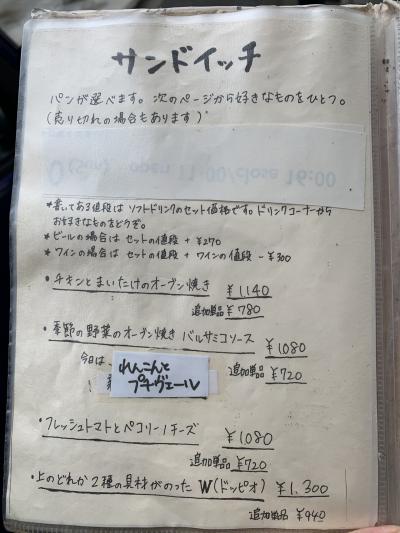 サンドイッチ
パンが選べます。次のページから好きなものをひとつ。
(売り切れの場合もあります)
(Sun) open 11:00/close 16:00
*書いてある値段は ソフトドリンクのセット価格です。ドリンクコーナーから
お好きなものをどうぞ。
*ビールの場合は セットの値段 + ¥270
*ワインの場合は セットの値段 + ワインの値段 - ¥300
・チキンとまいたけのオーブン焼き ¥1140
追加単品 ¥780
・季節の野菜のオーブン焼き バルサミコソース ¥1080
今日は、
れんこんと
プチヴェール
追加単品 ¥720
・フレッシュトマトとペコリーノチーズ ¥1080
追加単品 ¥720
・上のどれか2種の具材がのった W(ドッピオ) ¥1.300
追加単品 ¥940